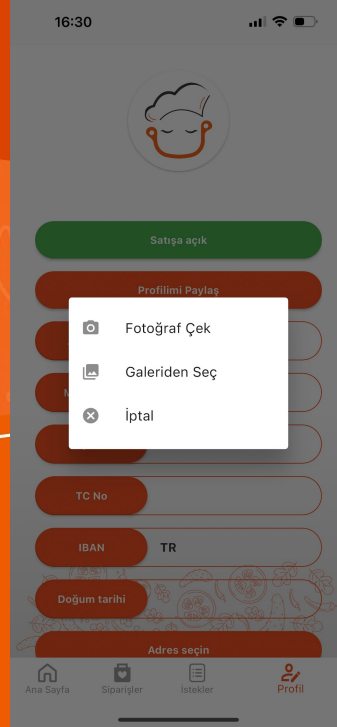 16:30
Satışa açık
Profilimi Paylaş
Fotoğraf Çek
Galeriden Seç
İptal
TC No
IBAN TR
Doğum tarihi
Adres seçin
Ana Sayfa Siparişler İstekler Profil